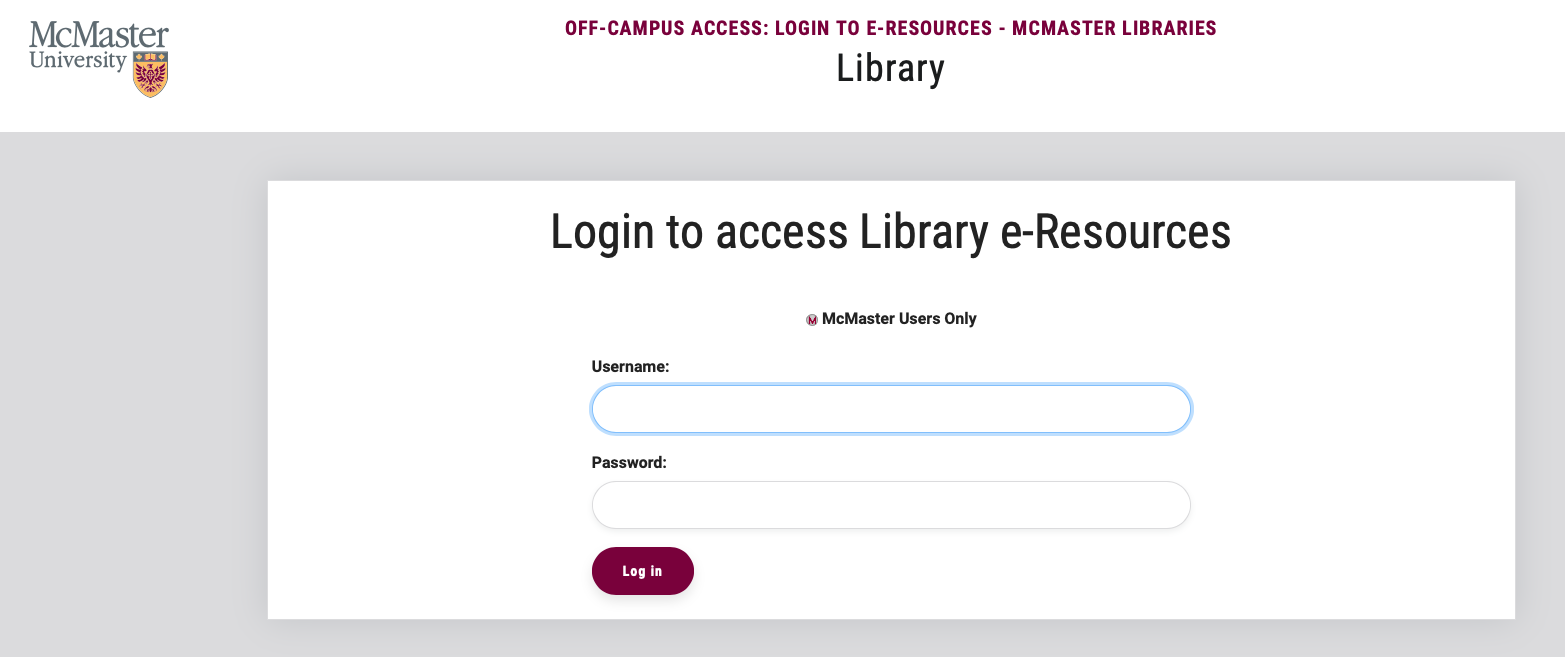 McMaster
University
OFF-CAMPUS ACCESS: LOGIN TO E-RESOURCES - MCMASTER LIBRARIES
Library
Login to access Library e-Resources
M McMaster Users Only
Username:
Password:
Log in